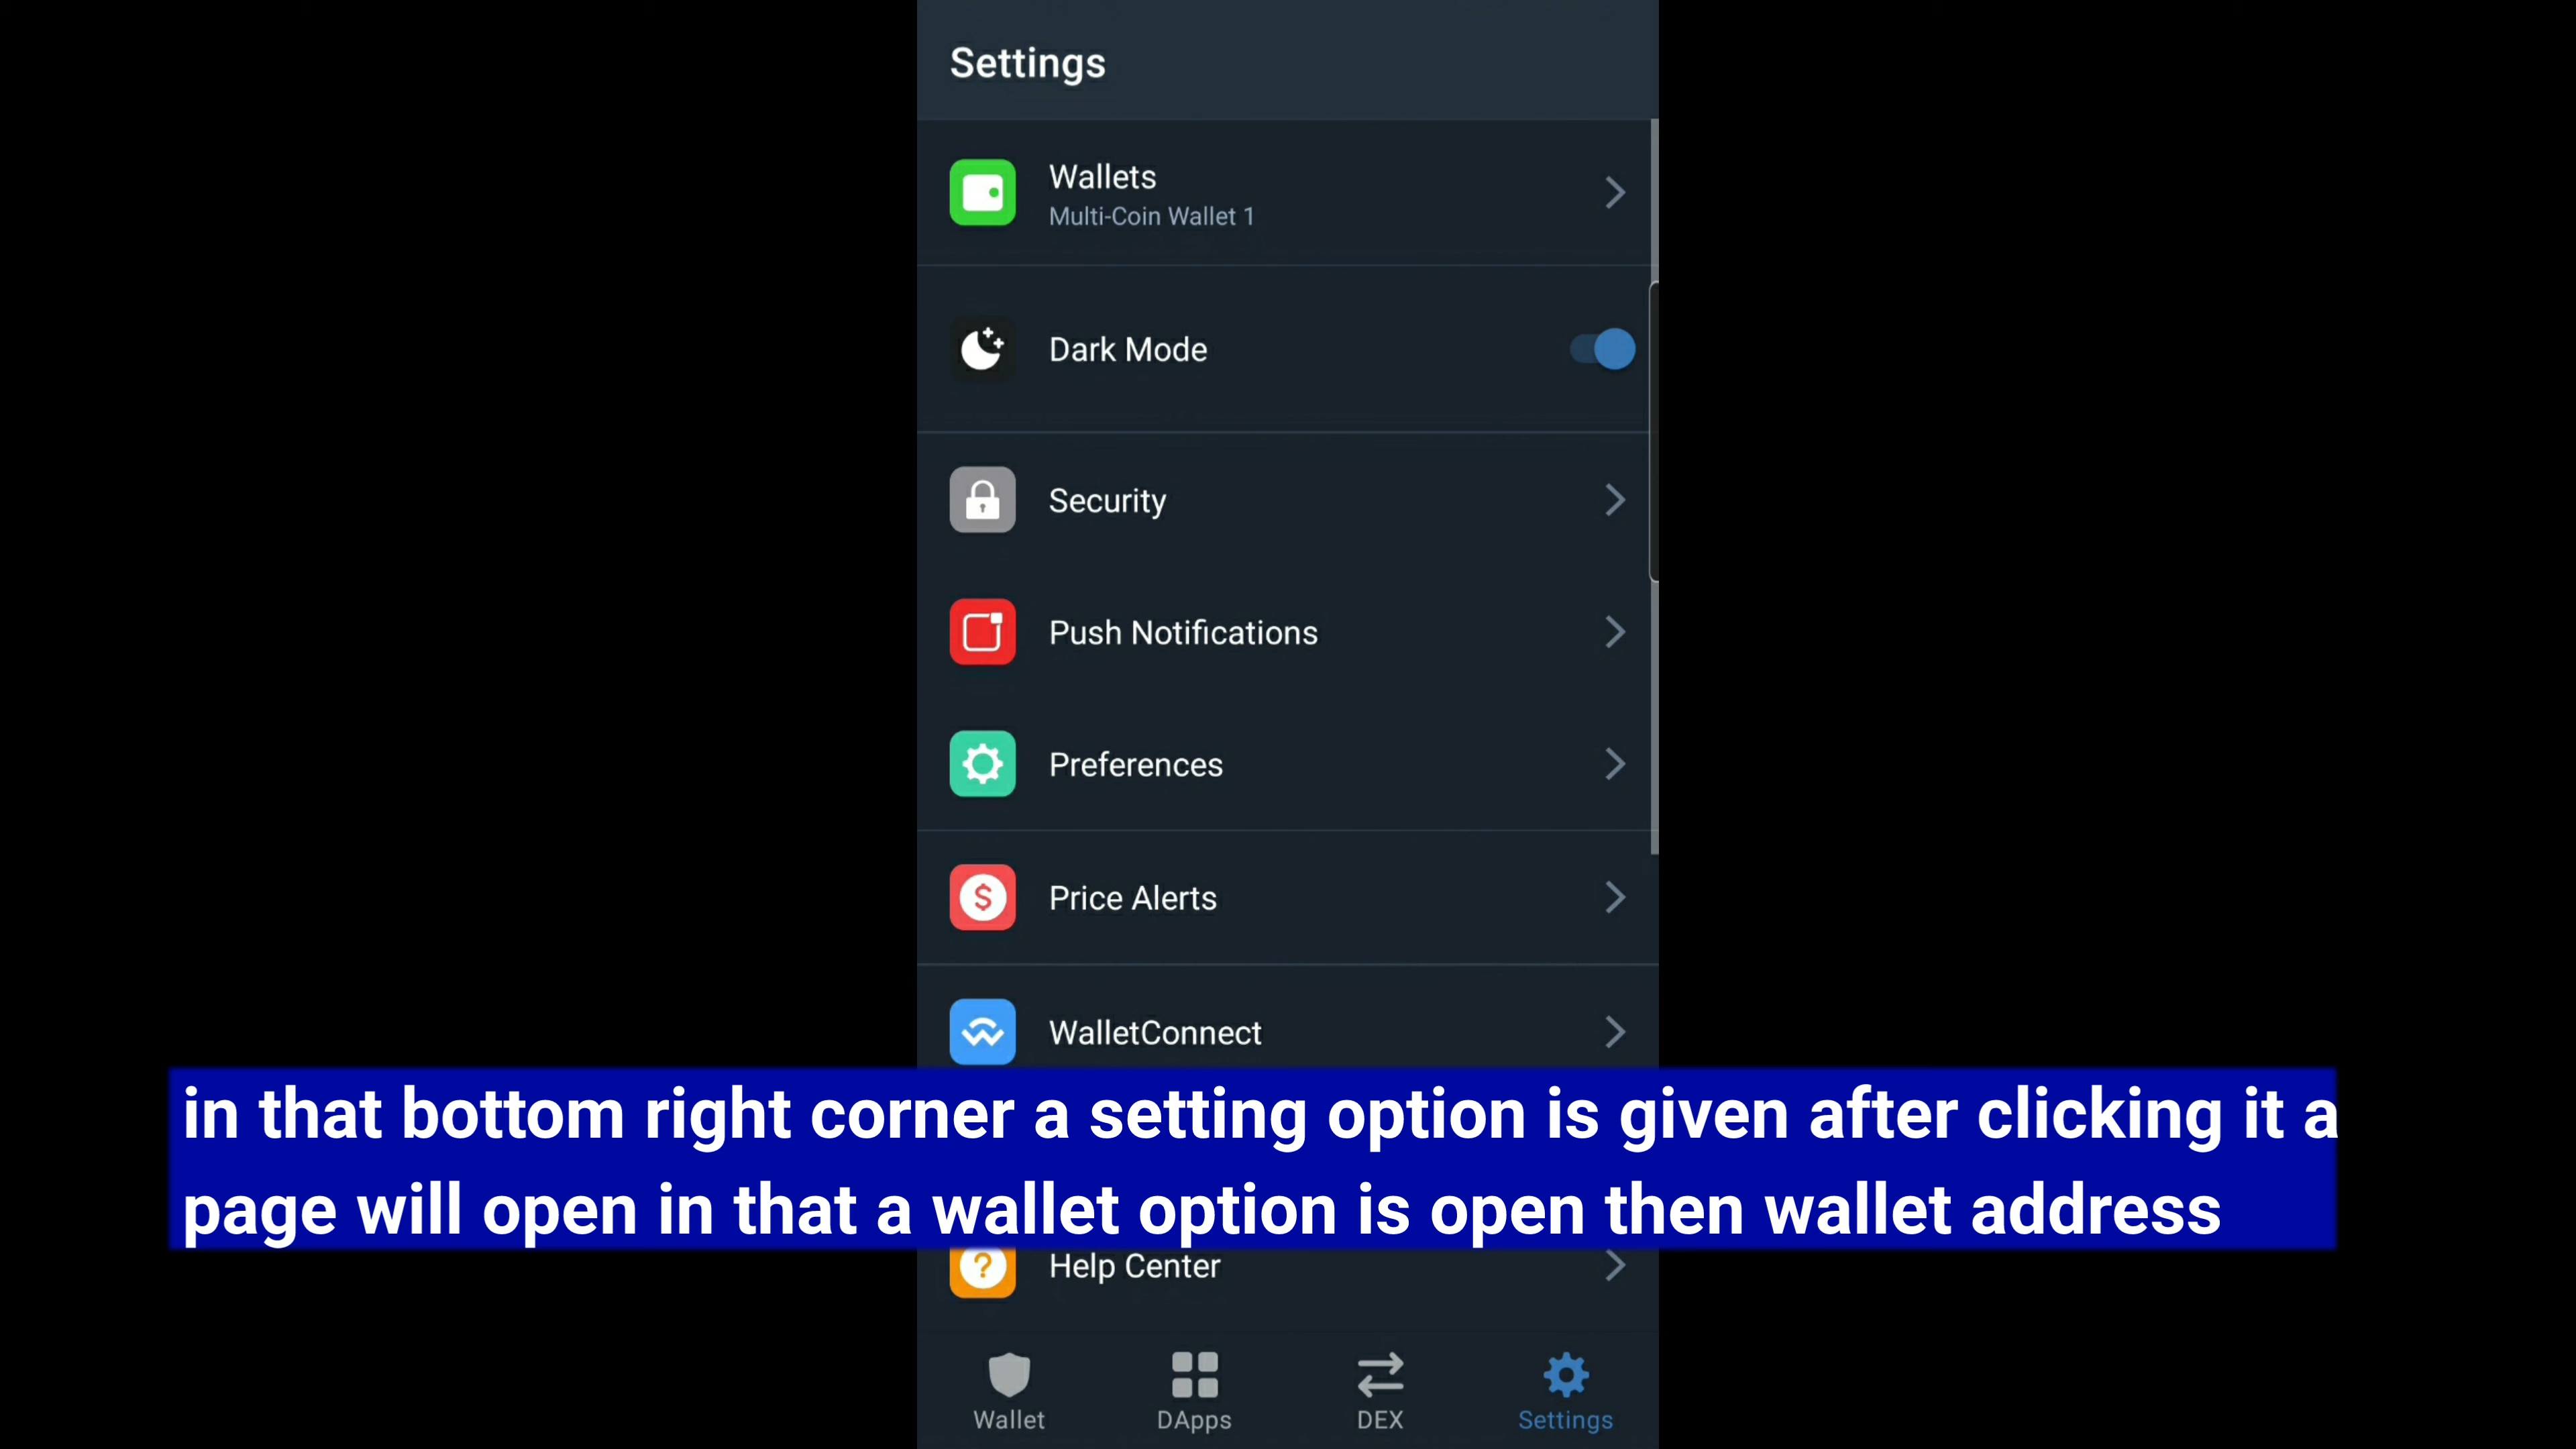 Settings
Wallets
Multi-Coin Wallet 1
Dark Mode
Security
Push Notifications
Preferences
Price Alerts
$
WalletConnect
in that bottom right corner a setting option is given after clicking it a
page will open in that a wallet option is open then wallet address
?
Help Center
Wallet
DApps
DEX
Settings